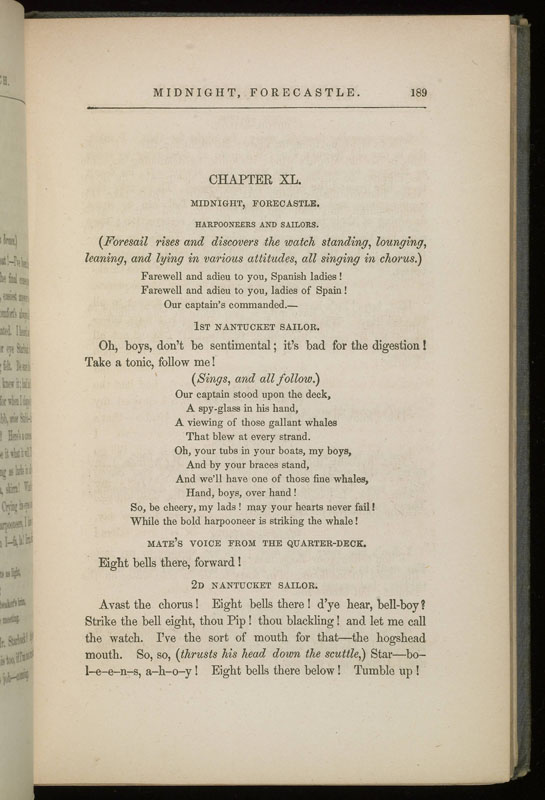 MIDNIGHT, FORECASTLE. 189
CHAPTER XL.
MIDNIGHT, FORECASTLE.
HARPOONEERS AND SAILORS.
(Foresail rises and discovers the watch standing, lounging,
leaning, and lying in various attitudes, all singing in chorus.)
Farewell and adieu to you, Spanish ladies!
Farewell and adieu to you, ladies of Spain!
Our captain's commanded.—
1ST NANTUCKET SAILOR.
Oh, boys, don't be sentimental; it's bad for the digestion!
Take a tonic, follow me!
(Sings, and all follow.)
Our captain stood upon the deck,
A spy-glass in his hand,
A viewing of those gallant whales
That blew at every strand.
Oh, your tubs in your boats, my boys,
And by your braces stand,
And we'll have one of those fine whales,
Hand, boys, over hand!
So, be cheery, my lads! may your hearts never fail!
While the bold harpooneer is striking the whale!
MATE'S VOICE FROM THE QUARTER-DECK.
Eight bells there, forward!
2D NANTUCKET SAILOR.
Avast the chorus! Eight bells there! d'ye hear, bell-boy?
Strike the bell eight, thou Pip! thou blackling! and let me call
the watch. I've the sort of mouth for that—the hogshead
mouth. So, so, (thrusts his head down the scuttle,) Star—bo-
l-e-e-n-s, a-h-o-y! Eight bells there below! Tumble up!